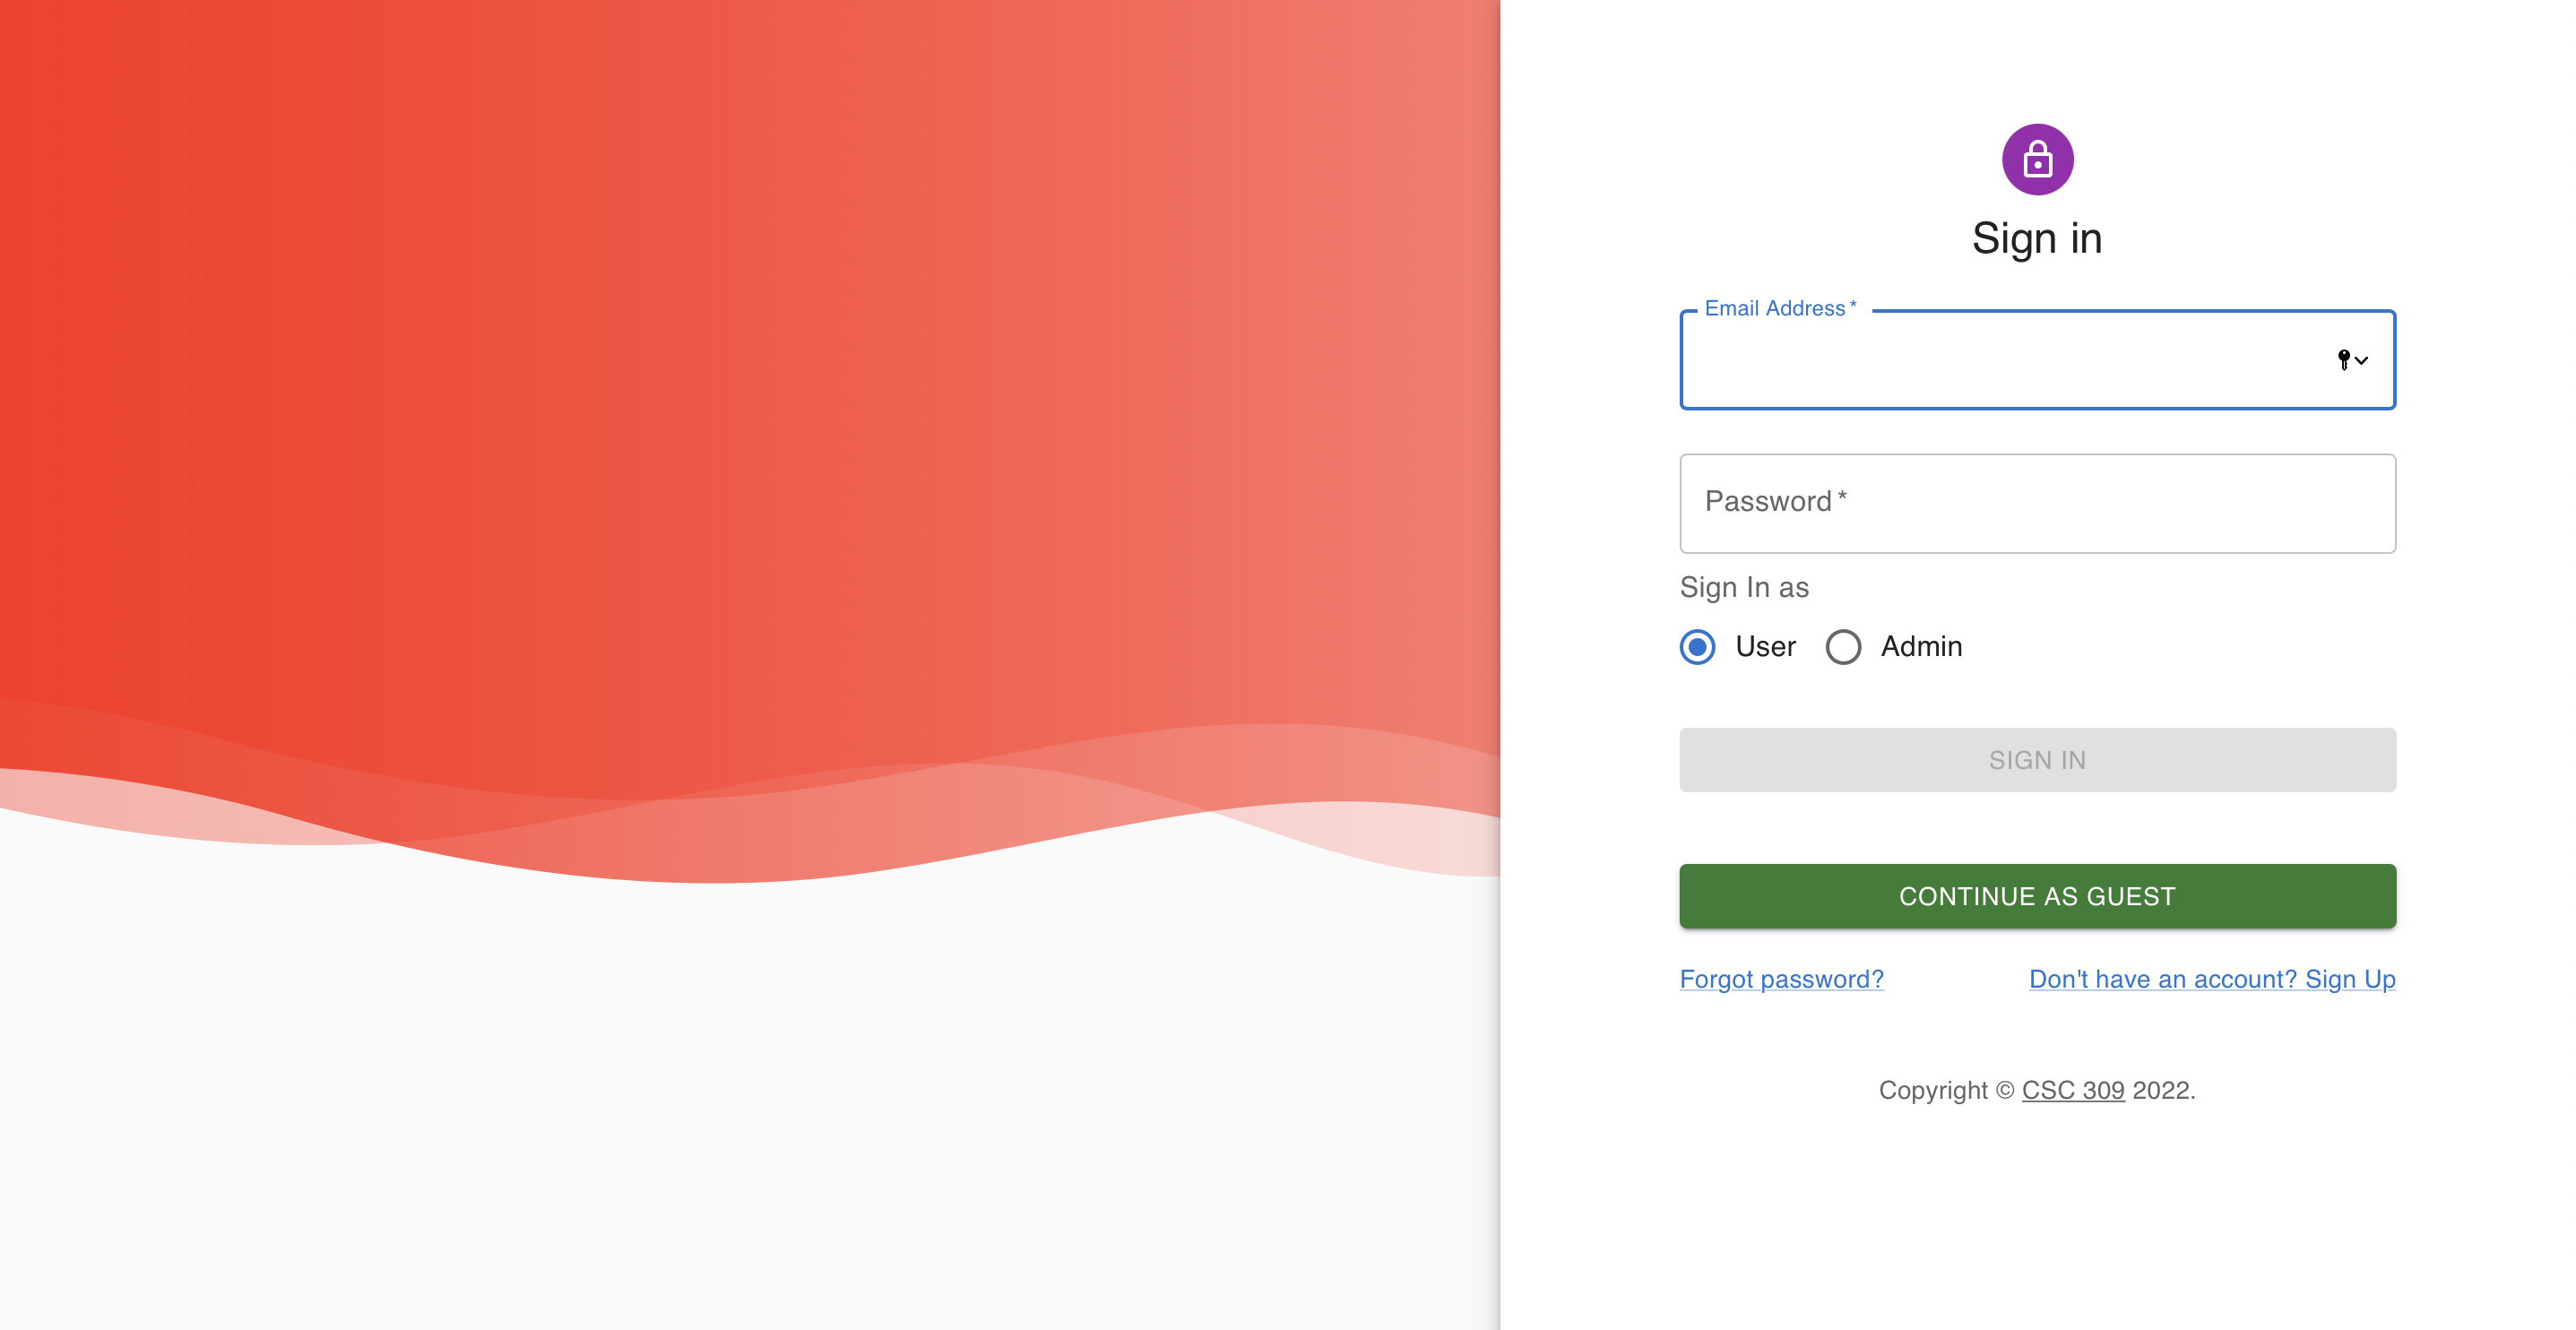 Sign in
Email Address *
Password *
Sign In as
User Admin
SIGN IN
CONTINUE AS GUEST
Forgot password? Don't have an account? Sign Up
Copyright © CSC 309 2022.